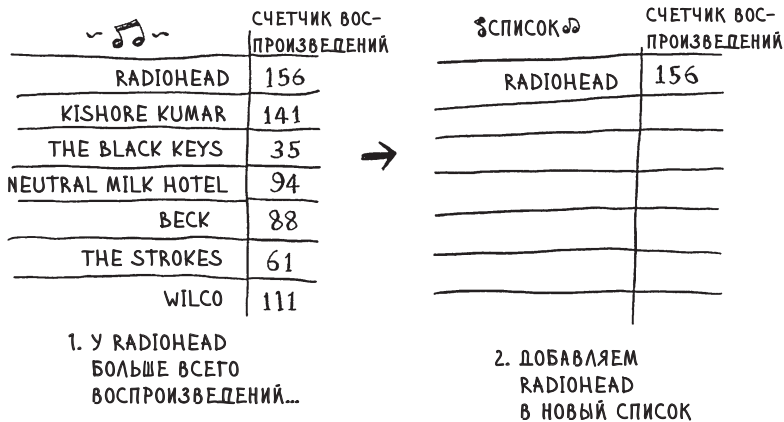 СЧЕТЧИК ВОС-
ПРОИЗВЕДЕНИЙ
RADIOHEAD 156
KISHORE KUMAR 141
THE BLACK KEYS 35
NEUTRAL MILK HOTEL 94
BECK 88
THE STROKES 61
WILCO 111
1. У RADIOHEAD
БОЛЬШЕ ВСЕГО
ВОСПРОИЗВЕДЕНИЙ...
СПИСОК СЧЕТЧИК ВОС-
ПРОИЗВЕДЕНИЙ
RADIOHEAD 156
2. ДОБАВЛЯЕМ
RADIOHEAD
В НОВЫЙ СПИСОК